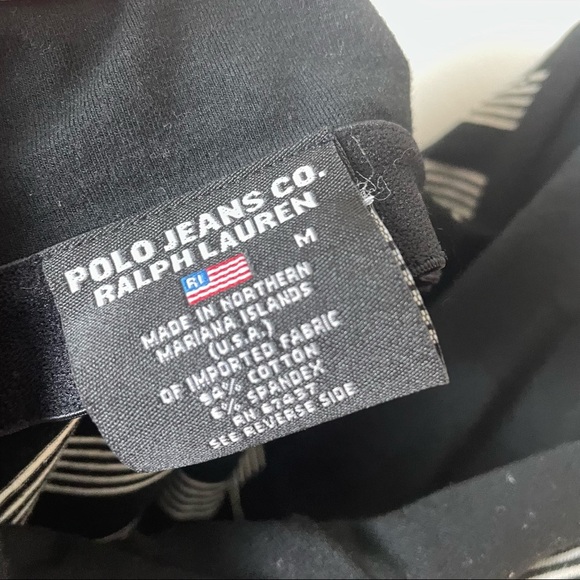 POLO JEANS CO.
RALPH LAUREN
M
RL
MADE IN NORTHERN
MARIANA ISLANDS
(U.S.A.)
OF IMPORTED FABRIC
94% COTTON
6% SPANDEX
RN 67437
SEE REVERSE SIDE